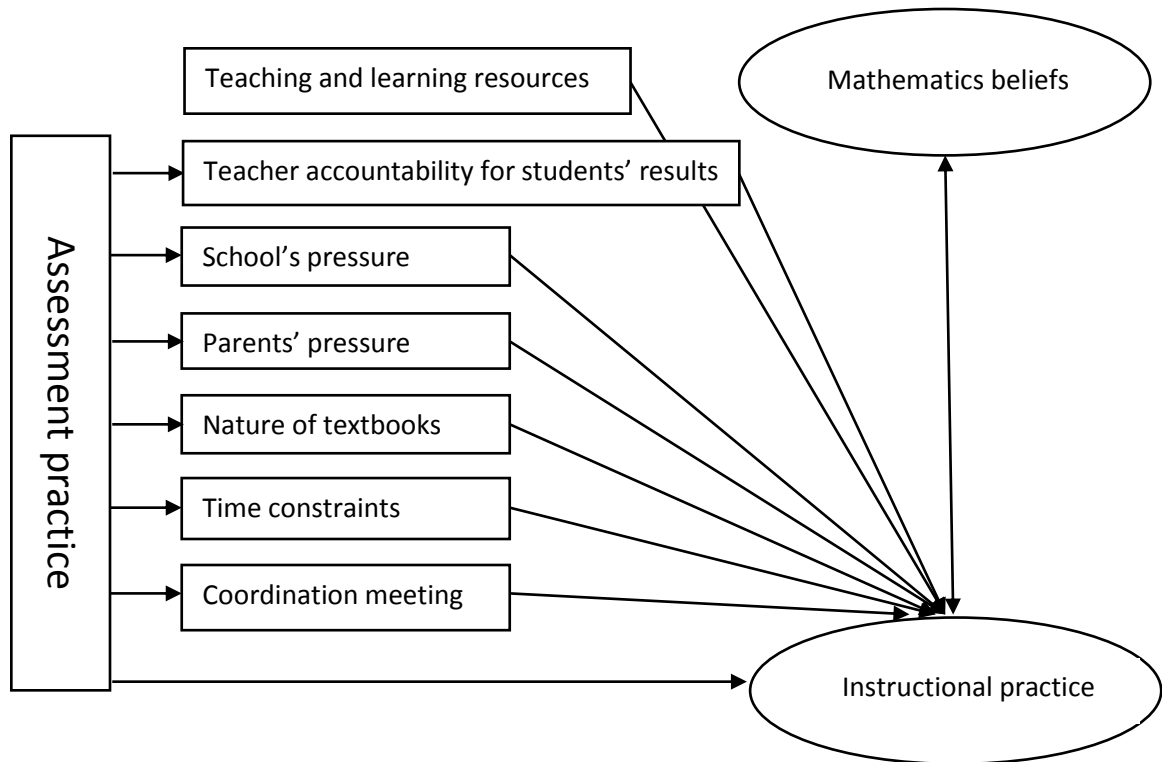 Teaching and learning resources
Mathematics beliefs
Teacher accountability for students’ results
School’s pressure
Parents’ pressure
Nature of textbooks
Time constraints
Coordination meeting
Assessment practice
Instructional practice